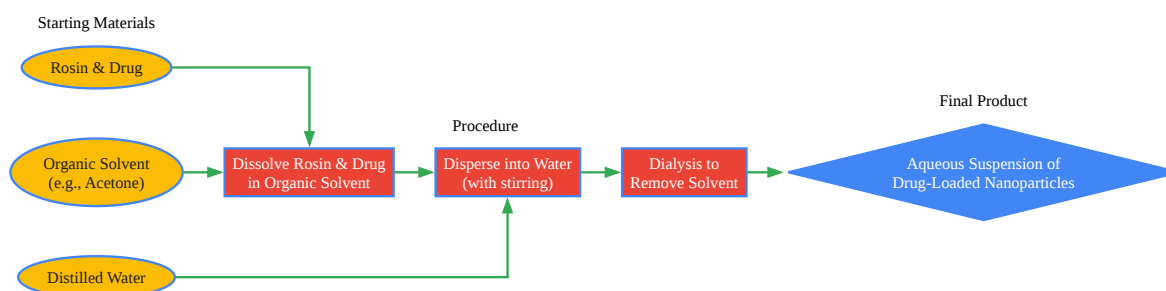 Starting Materials
Rosin & Drug
Organic Solvent
(e.g., Acetone)
Distilled Water
Procedure
Dissolve Rosin & Drug
in Organic Solvent
Disperse into Water
(with stirring)
Dialysis to
Remove Solvent
Final Product
Aqueous Suspension of
Drug-Loaded Nanoparticles